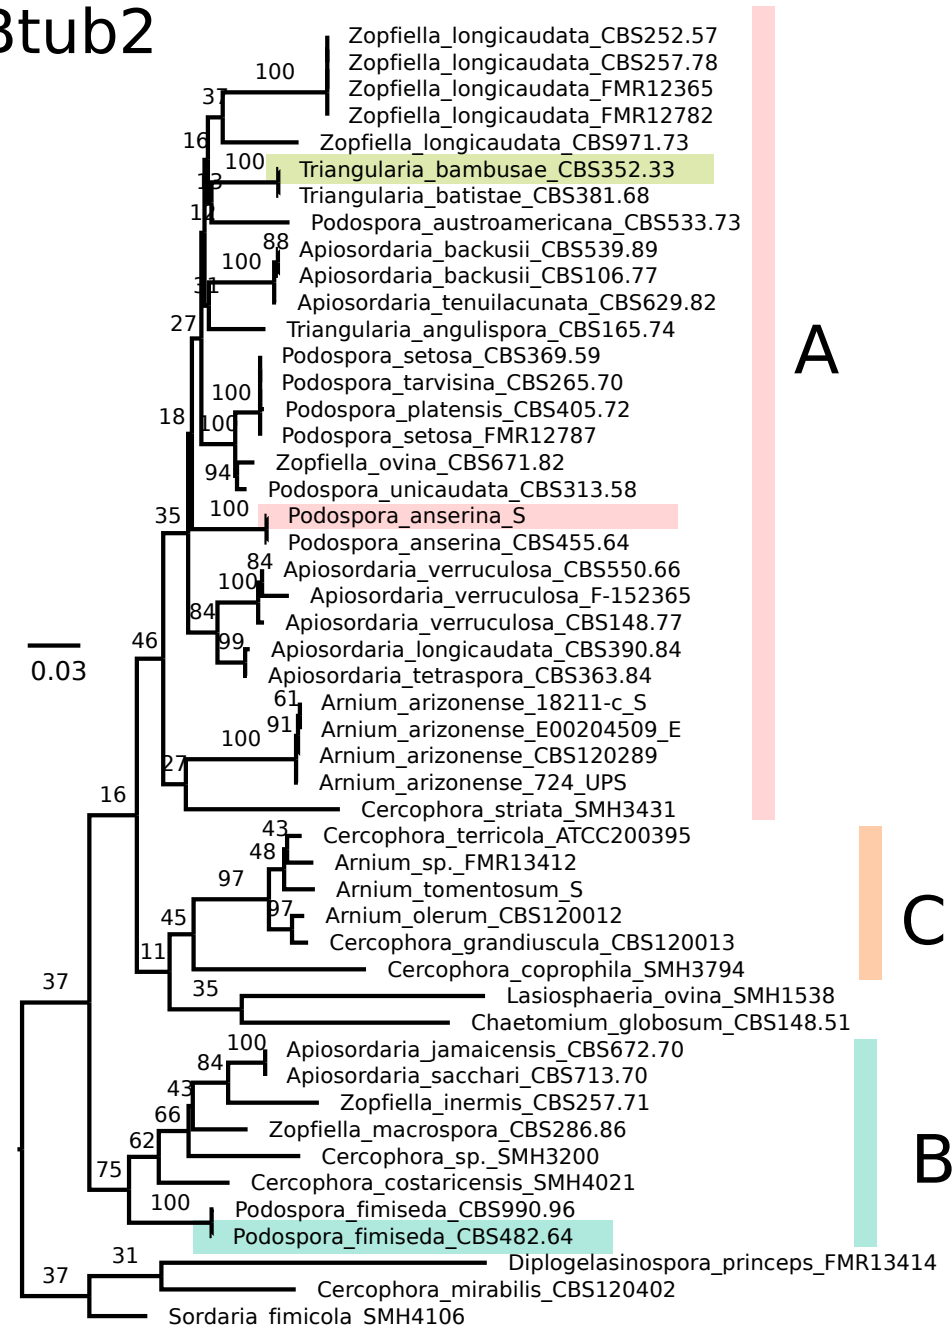 Btub2
Zopfiella_longicaudata_CBS252.57
Zopfiella_longicaudata_CBS257.78
100
Zopfiella_longicaudata_FMR12365
37
Zopfiella_longicaudata_FMR12782
16
Zopfiella_longicaudata_CBS971.73
100
Triangularia_bambusae_CBS352.33
13
Triangularia_batistae_CBS381.68
12
Podospora_austroamericana_CBS533.73
88
Apiosordaria_backusii_CBS539.89
100
Apiosordaria_backusii_CBS106.77
31
Apiosordaria_tenuilacunata_CBS629.82
27
Triangularia_angulispora_CBS165.74
A
Podospora_setosa_CBS369.59
Podospora_tarvisina_CBS265.70
100
Podospora_platensis_CBS405.72
18
100
Podospora_setosa_FMR12787
Zopfiella_ovina_CBS671.82
94
Podospora_unicaudata_CBS313.58
35
100
Podospora_anserina_S
Podospora_anserina_CBS455.64
84
Apiosordaria_verruculosa_CBS550.66
100
Apiosordaria_verruculosa_F-152365
84
Apiosordaria_verruculosa_CBS148.77
46
99
Apiosordaria_longicaudata_CBS390.84
0.03
Apiosordaria_tetraspora_CBS363.84
61
Arnium_arizonense_18211-c_S
91
Arnium_arizonense_E00204509_E
100
Arnium_arizonense_CBS120289
27
Arnium_arizonense_724_UPS
16
Cercophora_striata_SMH3431
43
Cercophora_terricola_ATCC200395
48
Arnium_sp._FMR13412
97
Arnium_tomentosum_S
97
Arnium_olerum_CBS120012
C
45
Cercophora_grandiuscula_CBS120013
11
Cercophora_coprophila_SMH3794
37
35
Lasiosphaeria_ovina_SMH1538
Chaetomium_globosum_CBS148.51
100
Apiosordaria_jamaicensis_CBS672.70
84
Apiosordaria_sacchari_CBS713.70
43
Zopfiella_inermis_CBS257.71
66
Zopfiella_macrospora_CBS286.86
62
Cercophora_sp._SMH3200
B
75
Cercophora_costaricensis_SMH4021
100
Podospora_fimiseda_CBS990.96
Podospora_fimiseda_CBS482.64
31
Diplogelasinospora_princeps_FMR13414
37
Cercophora_mirabilis_CBS120402
Sordaria_fimicola_SMH4106